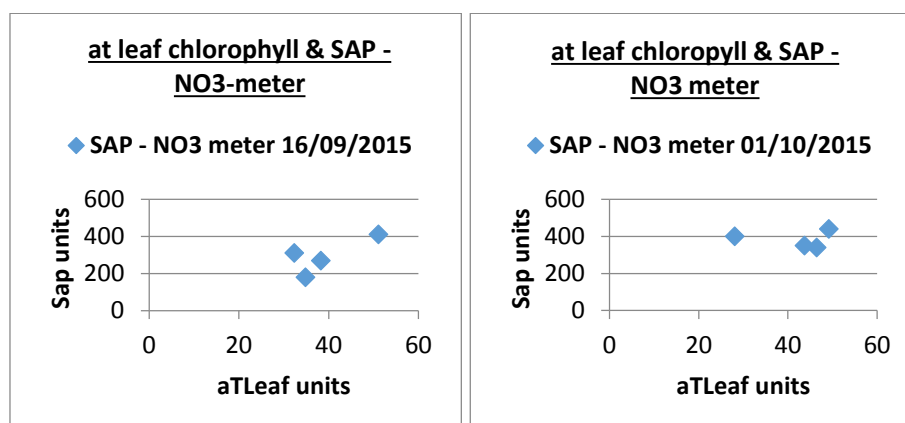 at leaf chlorophyll & SAP -
NO3-meter
SAP - NO3 meter 16/09/2015
600
400
200
0
Sap units
0 20 40 60
aTLeaf units
at leaf chloropyll & SAP -
NO3 meter
SAP - NO3 meter 01/10/2015
600
400
200
0
Sap units
0 20 40 60
aTLeaf units